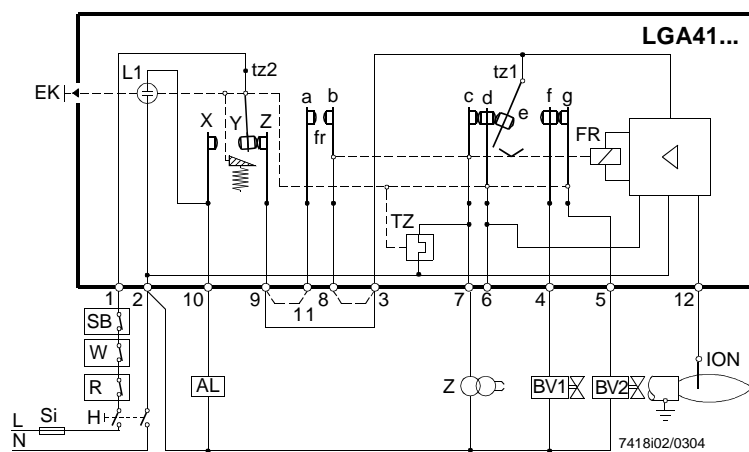 LGA41...
L1
tz2
tz1
EK
a b
c d
f g
X Y Z
e
fr
FR
TZ
1 2 10 9 11 8 3 7 6 4 5 12
SB
W
R
AL
Z
BV1
BV2
ION
L Si H
N
7418i02/0304